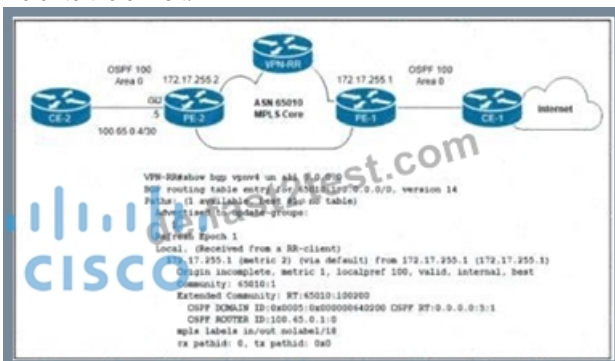 VPN-RR
OSPF 100
Area 0
172.17.255.2
172.17.255.1
OSPF 100
Area 0
CE-2
.5
PE-2
ASN 65010
MPLS Core
PE-1
CE-1
Internet
100.65.0.4/30
VPN-RR#show bgp vpnv4 un all 0.0.0.0
BGP routing table entry for 65010:1:0.0.0.0/0, version 14
Paths: (1 available, best #1, no table)
Advertised to update-groups:
Refresh Epoch 1
Local, (Received from a RR-client)
172.17.255.1 (metric 2) (via default) from 172.17.255.1 (172.17.255.1)
Origin incomplete, metric 1, localpref 100, valid, internal, best
Community: 65010:1
Extended Community: RT:65010:100200
OSPF DOMAIN ID:0x0005:0x000000640200 OSPF RT:0.0.0.0:5:1
OSPF ROUTER ID:100.65.0.1:0
mpls labels in/out nolabel/18
rx pathid: 0, tx pathid: 0x0
de.fast2test.com
CISCO